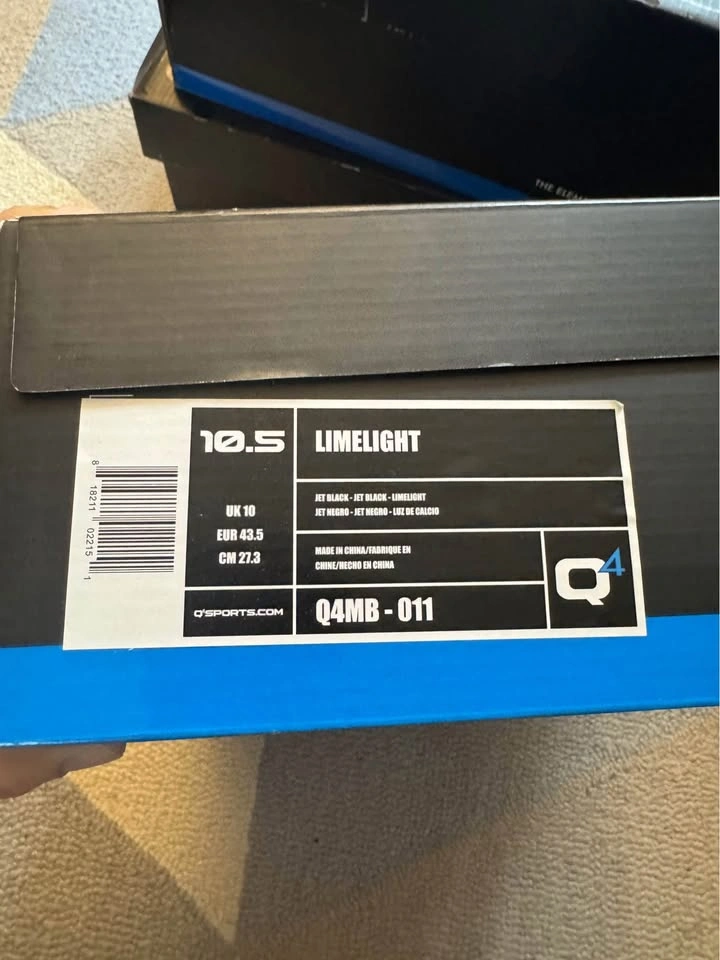 THE ELEM
10.5
UK 10
EUR 43.5
CM 27.3
Q'SPORTS.COM
LIMELIGHT
JET BLACK - JET BLACK - LIMELIGHT
JET NEGRO - JET NEGRO - LUZ DE CALCIO
MADE IN CHINA/FABRIQUE EN
CHINE/HECHO EN CHINA
Q4MB - 011
Q4
8 18211 02215 1